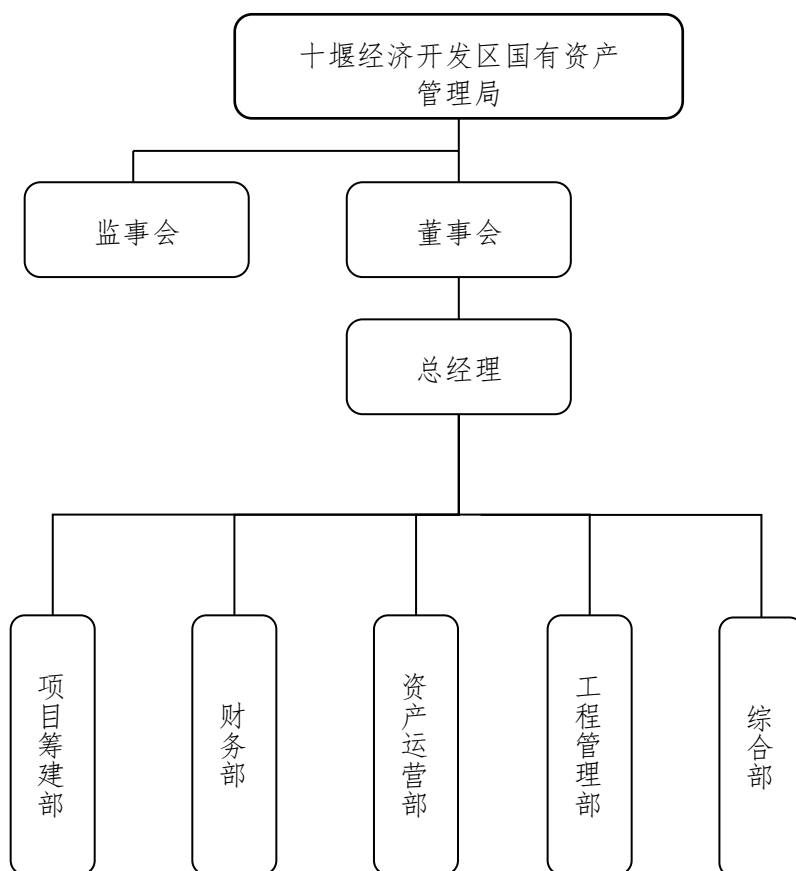 十堰经济开发区国有资产
管理局
监事会
董事会
总经理
项目筹建部
财务部
资产运营部
工程管理部
综合部